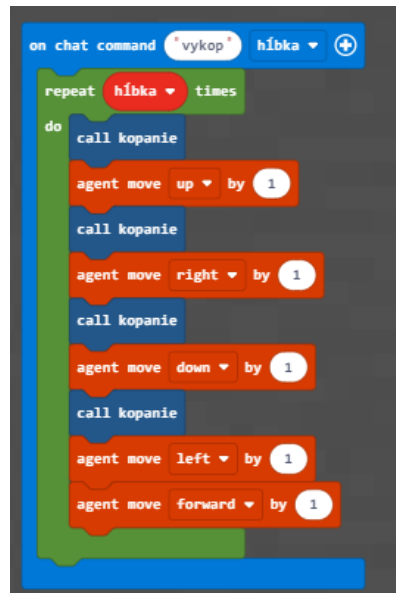 on chat command "vykop" hĺbka
repeat hĺbka times
do
call kopanie
agent move up by 1
call kopanie
agent move right by 1
call kopanie
agent move down by 1
call kopanie
agent move left by 1
agent move forward by 1